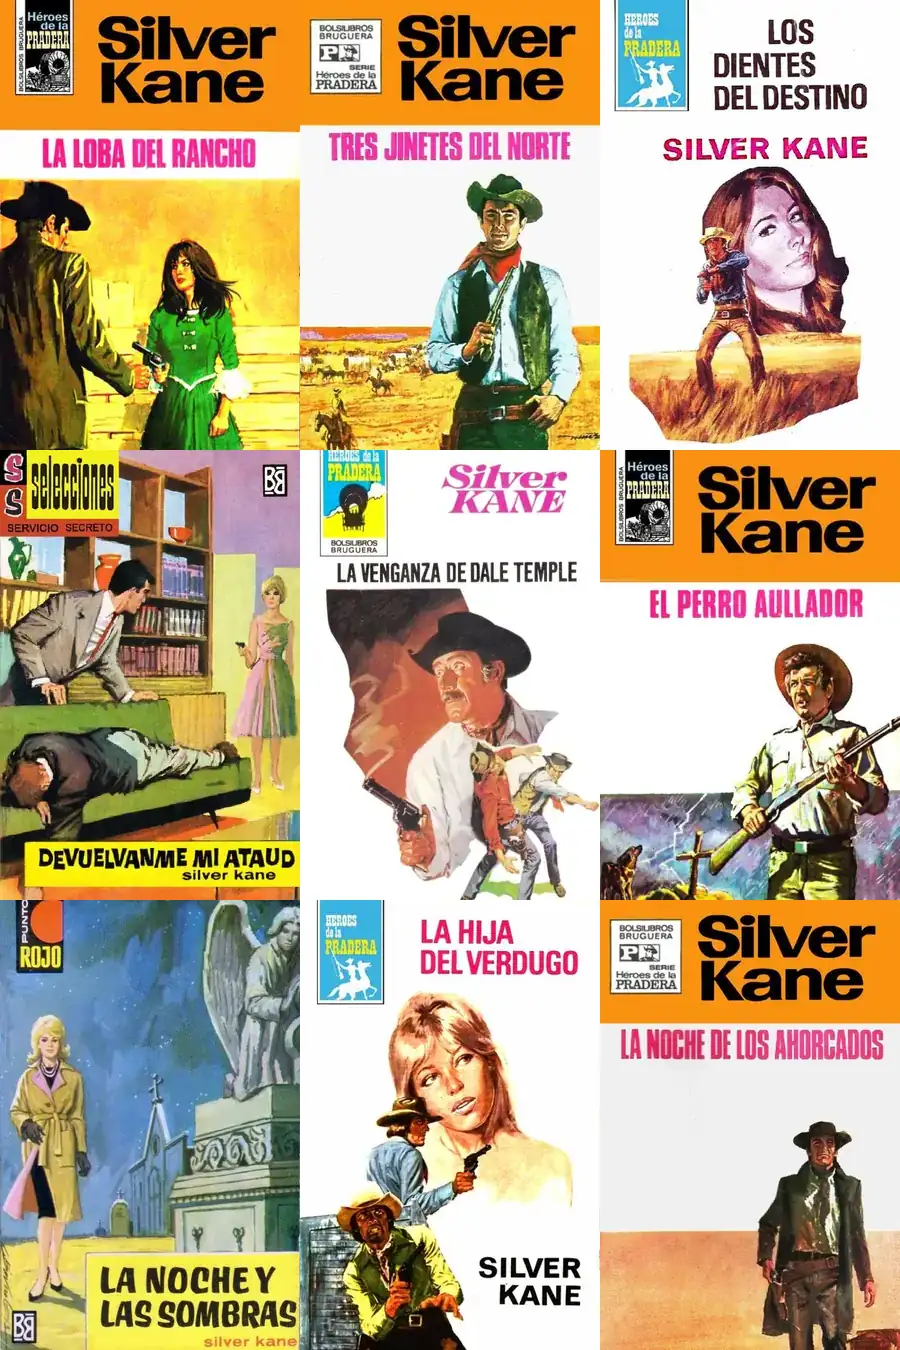 Héroes
de la
PRADERA
BOLSILIBROS BRUGUERA
Silver
Kane
LA LOBA DEL RANCHO
BOLSILIBROS
BRUGUERA
SERIE
Héroes de la
PRADERA
Silver
Kane
TRES JINETES DEL NORTE
HEROES
de la
PRADERA
LOS
DIENTES
DEL DESTINO
SILVER KANE
SS
selecciones
SERVICIO SECRETO
B B
DEVUELVANME MI ATAUD
silver kane
HEROES de la
PRADERA
BOLSILIBROS
BRUGUERA
Silver
KANE
LA VENGANZA DE DALE TEMPLE
Héroes
de la
PRADERA
BOLSILIBROS BRUGUERA
Silver
Kane
EL PERRO AULLADOR
PUNTO
ROJO
LA NOCHE Y
LAS SOMBRAS
silver kane
B B
HEROES
de la
PRADERA
LA HIJA
DEL VERDUGO
SILVER
KANE
BOLSILIBROS
BRUGUERA
SERIE
Héroes de la
PRADERA
Silver
Kane
LA NOCHE DE LOS AHORCADOS